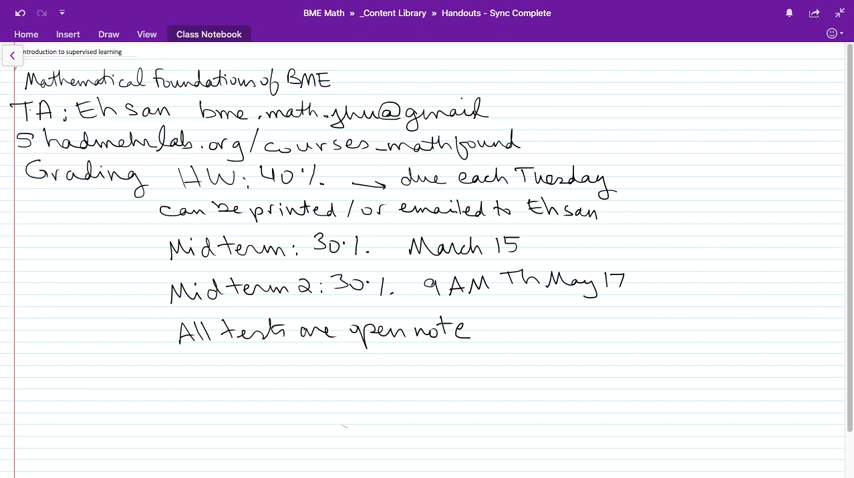 BME Math » _Content Library » Handouts - Sync Complete
Home Insert Draw View Class Notebook
Introduction to supervised learning
Mathematical Foundations of BME
TA: Ehsan bme.math.jhu@gmail
Shadmehrlab.org/courses_mathfound
Grading HW: 40% → due each Tuesday
can be printed/or emailed to Ehsan
Midterm: 30%. March 15
Midterm 2: 30%. 9AM Th May 17
All tests are open note